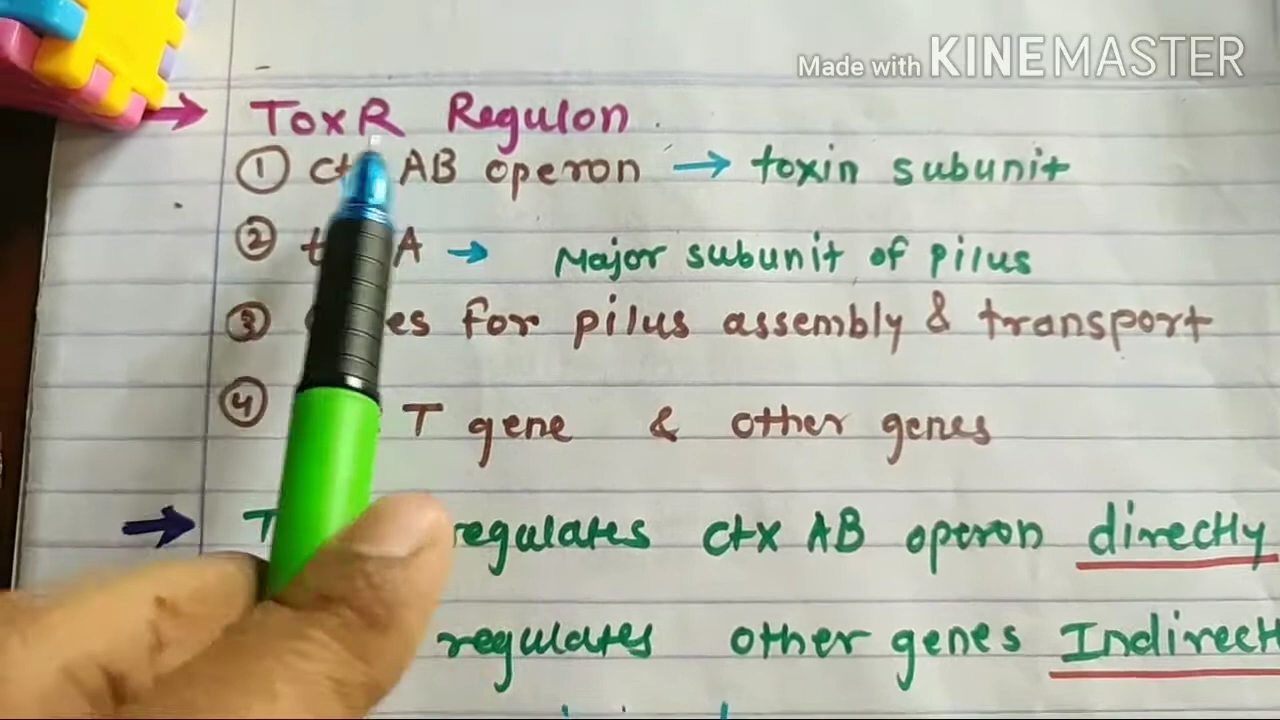 Made with KINEMASTER
→ ToxR Regulon
① AB operon → toxin subunit
② A → Major subunit of pilus
③ for pilus assembly & transport
④ T gene & other genes
→ regulates ctx AB operon directly
regulates other genes